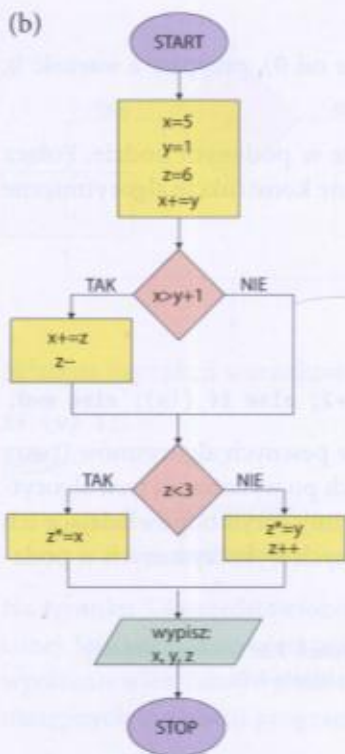 (b)
START
x=5
y=1
z=6
x+=y
TAK
x>y+1
NIE
x+=z
z--
TAK
z<3
NIE
z*=x
z*=y
z++
wypisz:
x, y, z
STOP